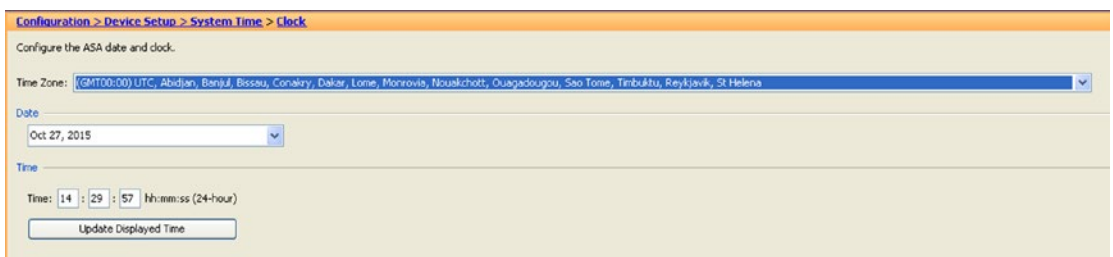 Configuration > Device Setup > System Time > Clock
Configure the ASA date and clock.
Time Zone: (GMT00:00) UTC, Abidjan, Banjul, Bissau, Conakry, Dakar, Lome, Monrovia, Nouakchott, Ouagadougou, Sao Tome, Timbuktu, Reykjavik, St Helena
Date
Oct 27, 2015
Time
Time: 14 : 29 : 57 hh:mm:ss (24-hour)
Update Displayed Time